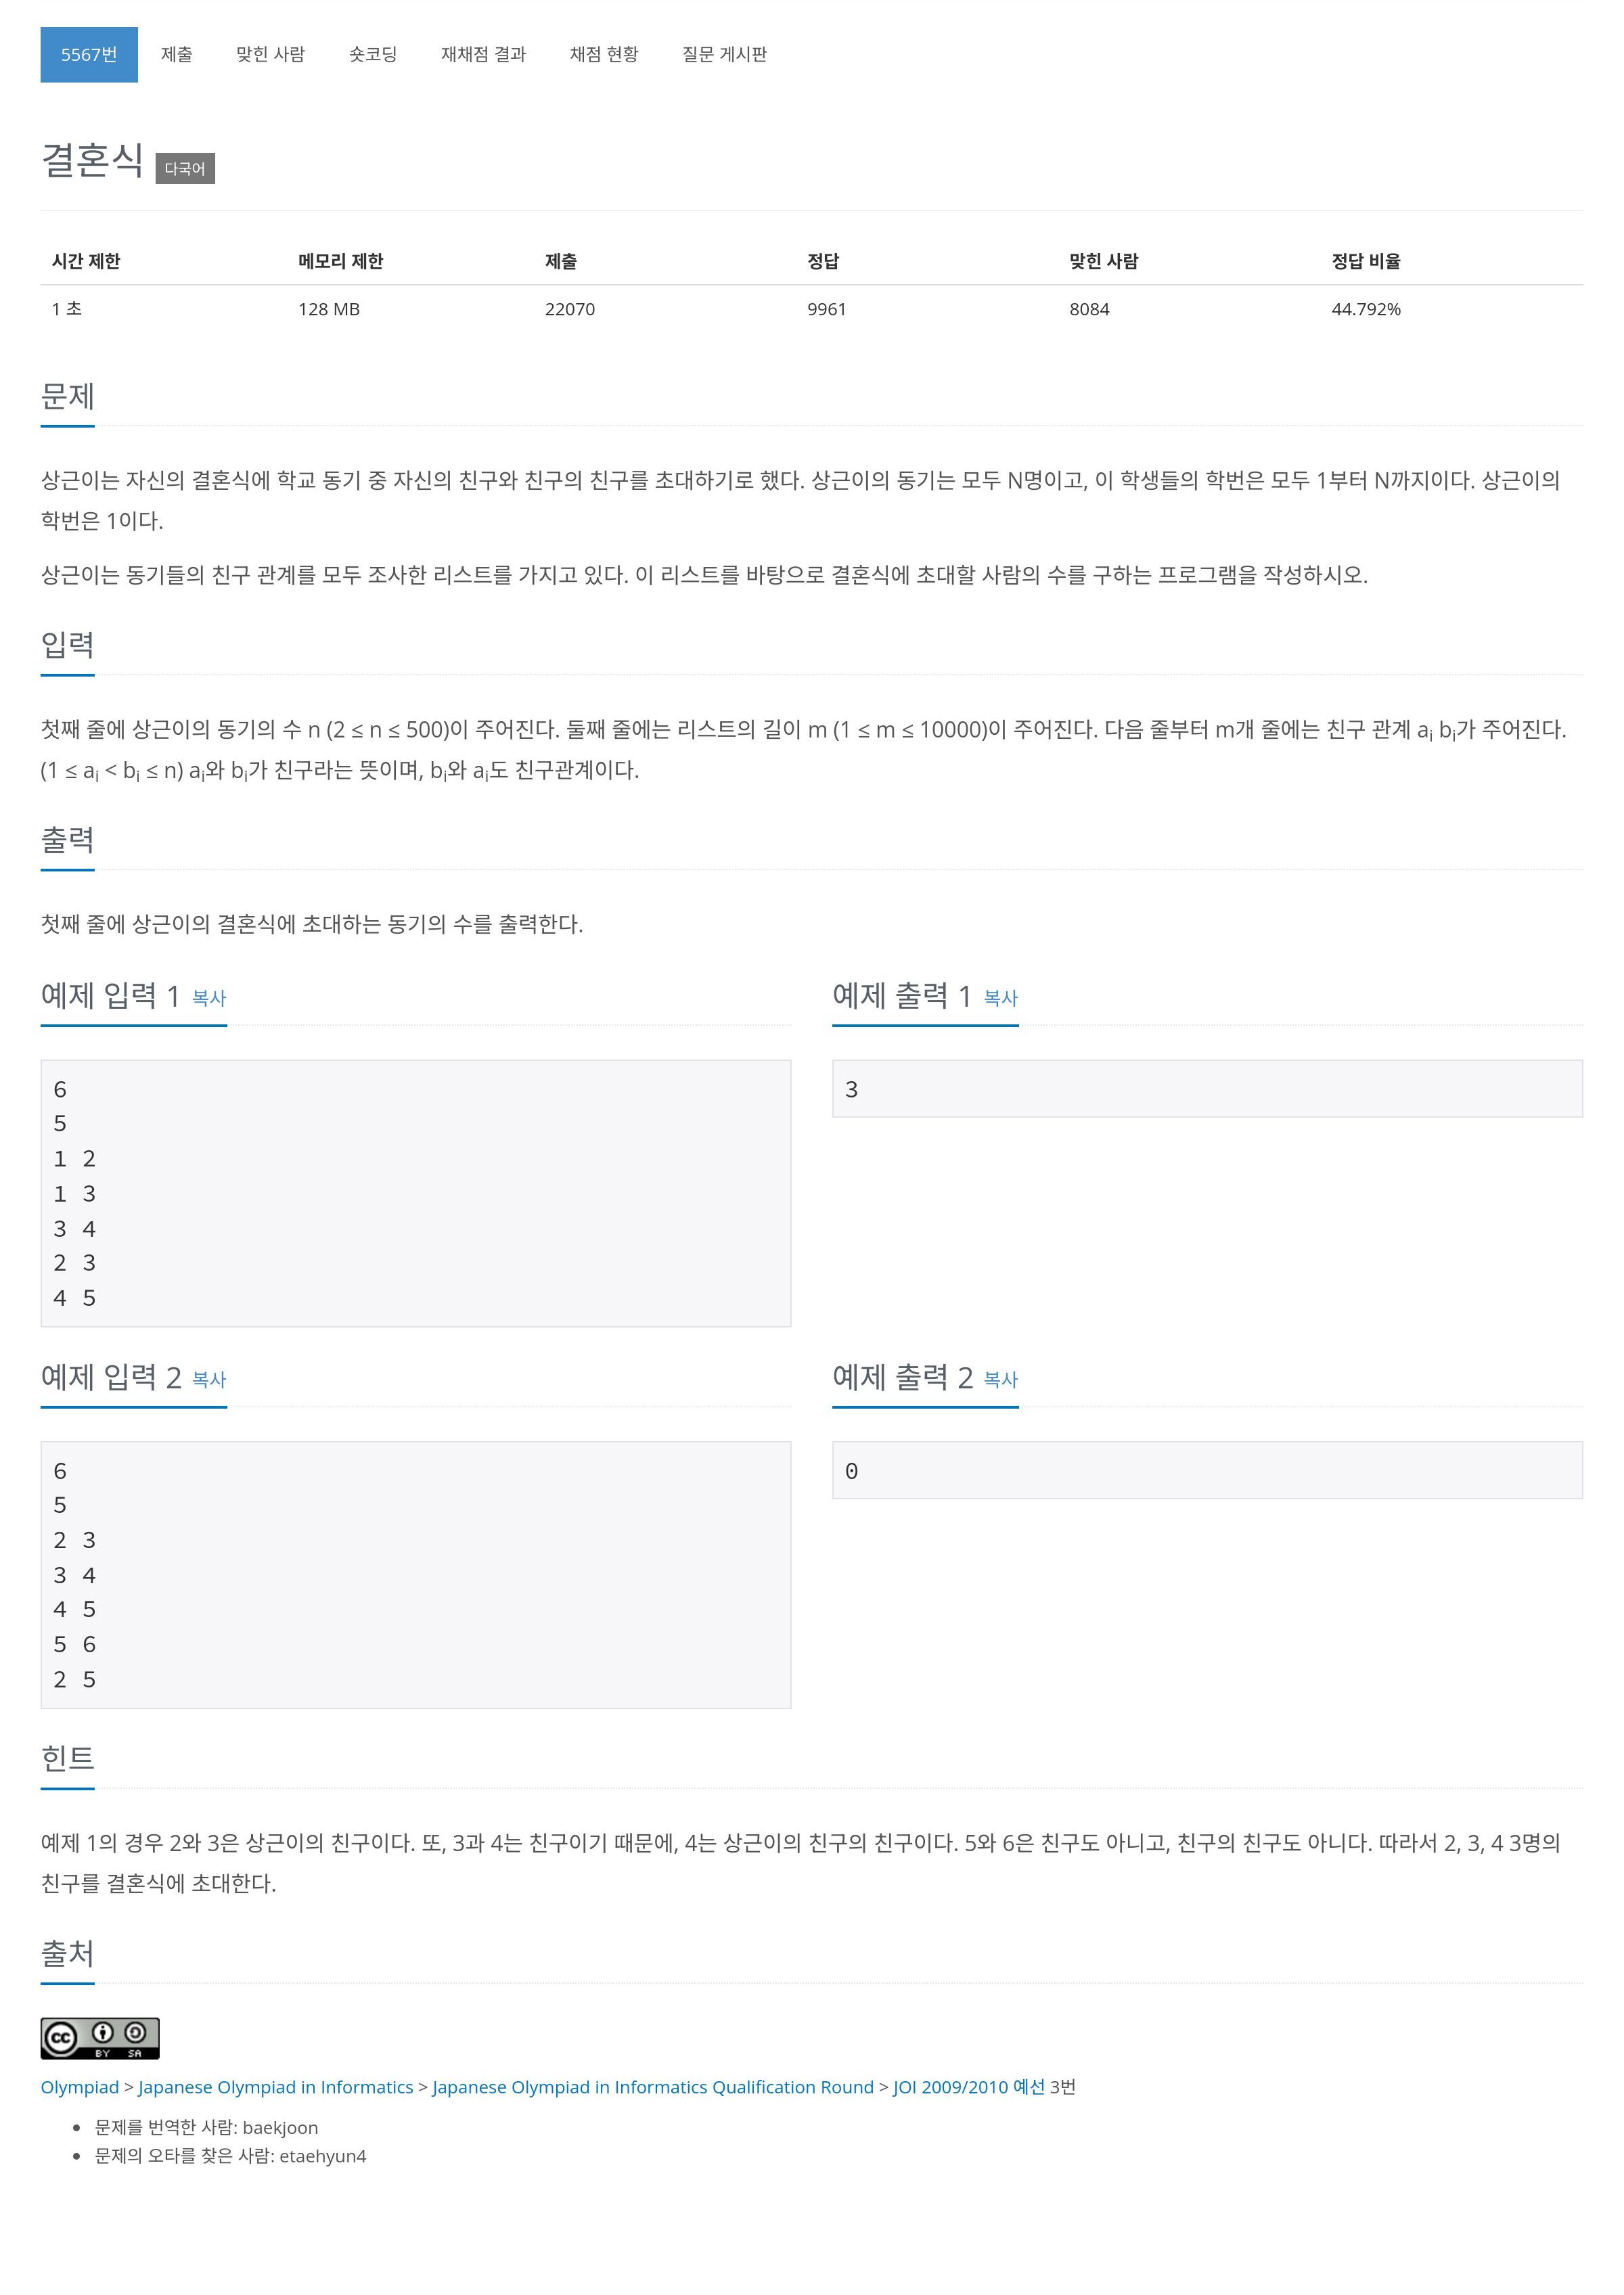 5567번 제출 맞힌 사람 숏코딩 재채점 결과 채점 현황 질문 게시판
결혼식 다국어
시간 제한 메모리 제한 제출 정답 맞힌 사람 정답 비율
1 초 128 MB 22070 9961 8084 44.792%
문제
상근이는 자신의 결혼식에 학교 동기 중 자신의 친구와 친구의 친구를 초대하기로 했다. 상근이의 동기는 모두 N명이고, 이 학생들의 학번은 모두 1부터 N까지이다. 상근이의
학번은 1이다.
상근이는 동기들의 친구 관계를 모두 조사한 리스트를 가지고 있다. 이 리스트를 바탕으로 결혼식에 초대할 사람의 수를 구하는 프로그램을 작성하시오.
입력
첫째 줄에 상근이의 동기의 수 n (2 ≤ n ≤ 500)이 주어진다. 둘째 줄에는 리스트의 길이 m (1 ≤ m ≤ 10000)이 주어진다. 다음 줄부터 m개 줄에는 친구 관계 ai bi가 주어진다.
(1 ≤ ai < bi ≤ n) ai와 bi가 친구라는 뜻이며, bi와 ai도 친구관계이다.
출력
첫째 줄에 상근이의 결혼식에 초대하는 동기의 수를 출력한다.
예제 입력 1 복사
6
5
1 2
1 3
3 4
2 3
4 5
예제 출력 1 복사
3
예제 입력 2 복사
6
5
2 3
3 4
4 5
5 6
2 5
예제 출력 2 복사
0
힌트
예제 1의 경우 2와 3은 상근이의 친구이다. 또, 3과 4는 친구이기 때문에, 4는 상근이의 친구의 친구이다. 5와 6은 친구도 아니고, 친구의 친구도 아니다. 따라서 2, 3, 4 3명의
친구를 결혼식에 초대한다.
출처
cc BY SA
Olympiad > Japanese Olympiad in Informatics > Japanese Olympiad in Informatics Qualification Round > JOI 2009/2010 예선 3번
• 문제를 번역한 사람: baekjoon
• 문제의 오타를 찾은 사람: etaehyun4